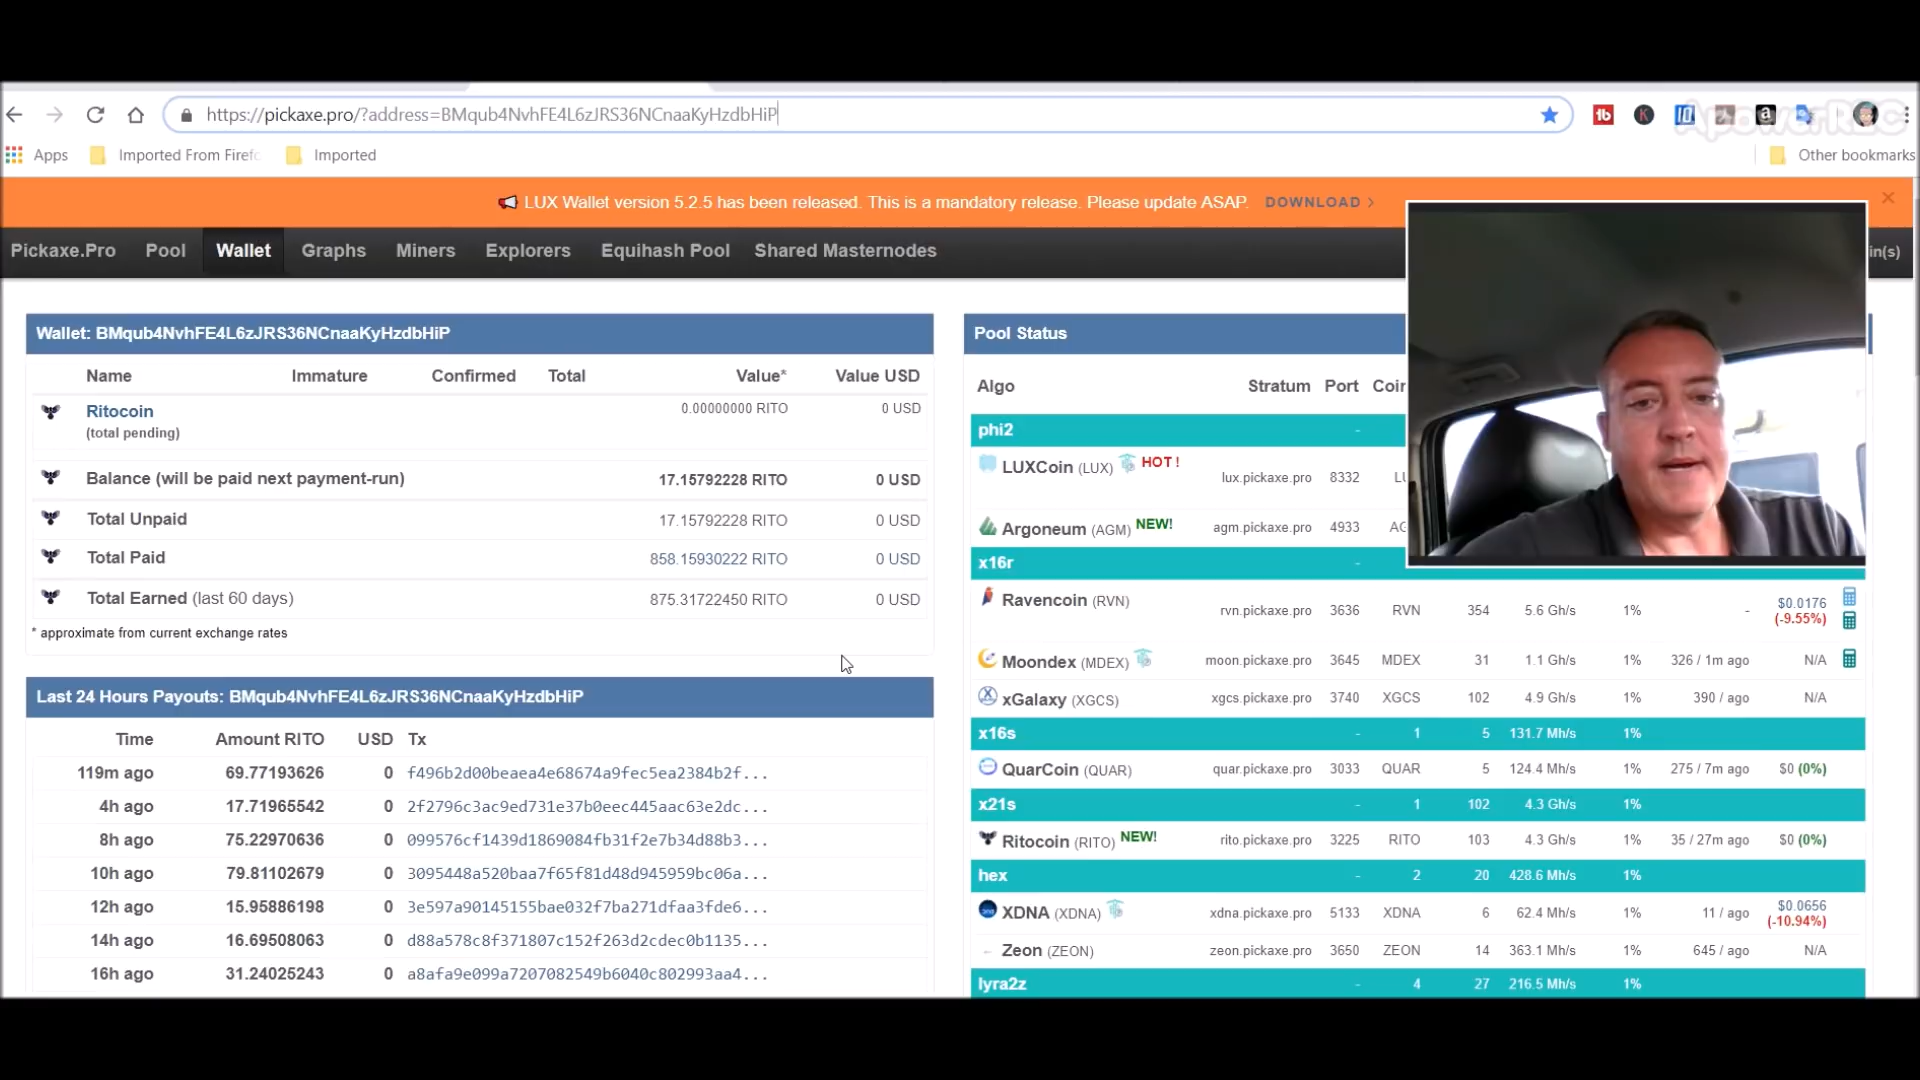 https://pickaxe.pro/?address=BMqub4NvhFE4L6zJRS36NCnaaKyHzdbHiP
ApowerREC
Apps Imported From Firefo Imported Other bookmarks
LUX Wallet version 5.2.5 has been released. This is a mandatory release. Please update ASAP. DOWNLOAD >
Pickaxe.Pro Pool Wallet Graphs Miners Explorers Equihash Pool Shared Masternodes in(s)
Wallet: BMqub4NvhFE4L6zJRS36NCnaaKyHzdbHiP
Name Immature Confirmed Total Value* Value USD
Ritocoin 0.00000000 RITO 0 USD
(total pending)
Balance (will be paid next payment-run) 17.15792228 RITO 0 USD
Total Unpaid 17.15792228 RITO 0 USD
Total Paid 858.15930222 RITO 0 USD
Total Earned (last 60 days) 875.31722450 RITO 0 USD
* approximate from current exchange rates
Last 24 Hours Payouts: BMqub4NvhFE4L6zJRS36NCnaaKyHzdbHiP
Time Amount RITO USD Tx
119m ago 69.77193626 0 f496b2d00beaea4e68674a9fec5ea2384b2f...
4h ago 17.71965542 0 2f2796c3ac9ed731e37b0eec445aac63e2dc...
8h ago 75.22970636 0 099576cf1439d1869084fb31f2e7b34d88b3...
10h ago 79.81102679 0 3095448a520baa7f65f81d48d945959bc06a...
12h ago 15.95886198 0 3e597a90145155bae032f7ba271dfaa3fde6...
14h ago 16.69508063 0 d88a578c8f371807c152f263d2cdec0b1135...
16h ago 31.24025243 0 a8afa9e099a7207082549b6040c802993aa4...
Pool Status
Algo Stratum Port Coin
phi2 -
LUXCoin (LUX) HOT ! lux.pickaxe.pro 8332 LU
Argoneum (AGM) NEW! agm.pickaxe.pro 4933 AG
x16r -
Ravencoin (RVN) rvn.pickaxe.pro 3636 RVN 354 5.6 Gh/s 1% - $0.0176
(-9.55%)
Moondex (MDEX) moon.pickaxe.pro 3645 MDEX 31 1.1 Gh/s 1% 326 / 1m ago N/A
xGalaxy (XGCS) xgcs.pickaxe.pro 3740 XGCS 102 4.9 Gh/s 1% 390 / ago N/A
x16s - 1 5 131.7 Mh/s 1%
QuarCoin (QUAR) quar.pickaxe.pro 3033 QUAR 5 124.4 Mh/s 1% 275 / 7m ago $0 (0%)
x21s - 1 102 4.3 Gh/s 1%
Ritocoin (RITO) NEW! rito.pickaxe.pro 3225 RITO 103 4.3 Gh/s 1% 35 / 27m ago $0 (0%)
hex - 2 20 428.6 Mh/s 1%
XDNA (XDNA) xdna.pickaxe.pro 5133 XDNA 6 62.4 Mh/s 1% 11 / ago $0.0656
(-10.94%)
Zeon (ZEON) zeon.pickaxe.pro 3650 ZEON 14 363.1 Mh/s 1% 645 / ago N/A
lyra2z - 4 27 216.5 Mh/s 1%